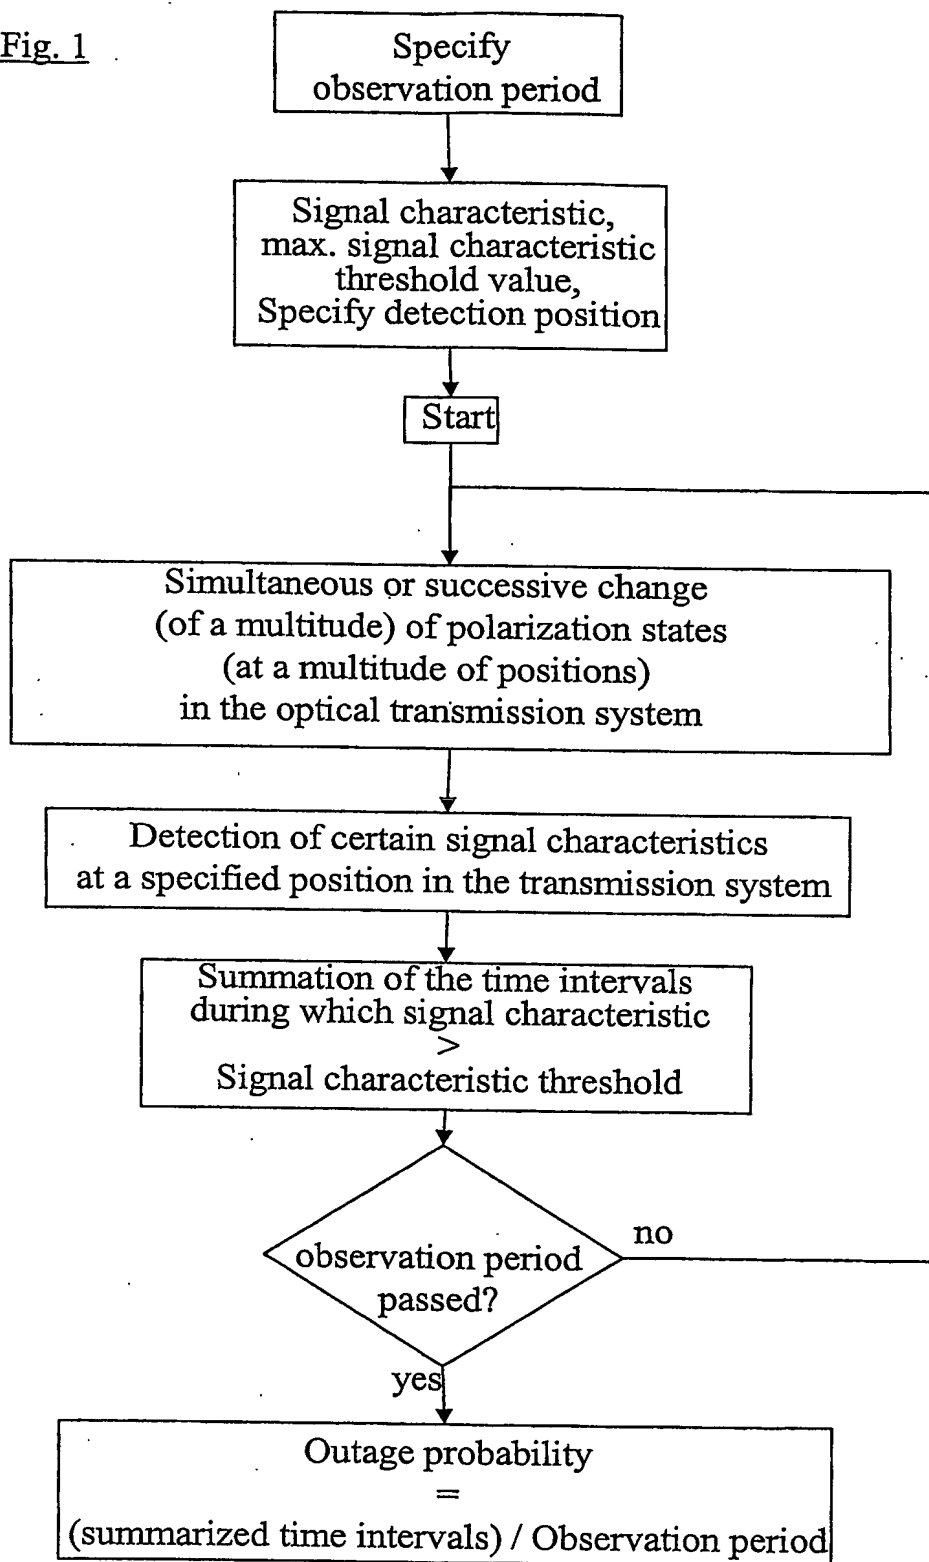 Fig. 1
Specify
observation period
Signal characteristic,
max. signal characteristic
threshold value,
Specify detection position
Start
Simultaneous or successive change
(of a multitude) of polarization states
(at a multitude of positions)
in the optical transmission system
Detection of certain signal characteristics
at a specified position in the transmission system
Summation of the time intervals
during which signal characteristic
>
Signal characteristic threshold
observation period
passed?
no
yes
Outage probability
=
(summarized time intervals) / Observation period